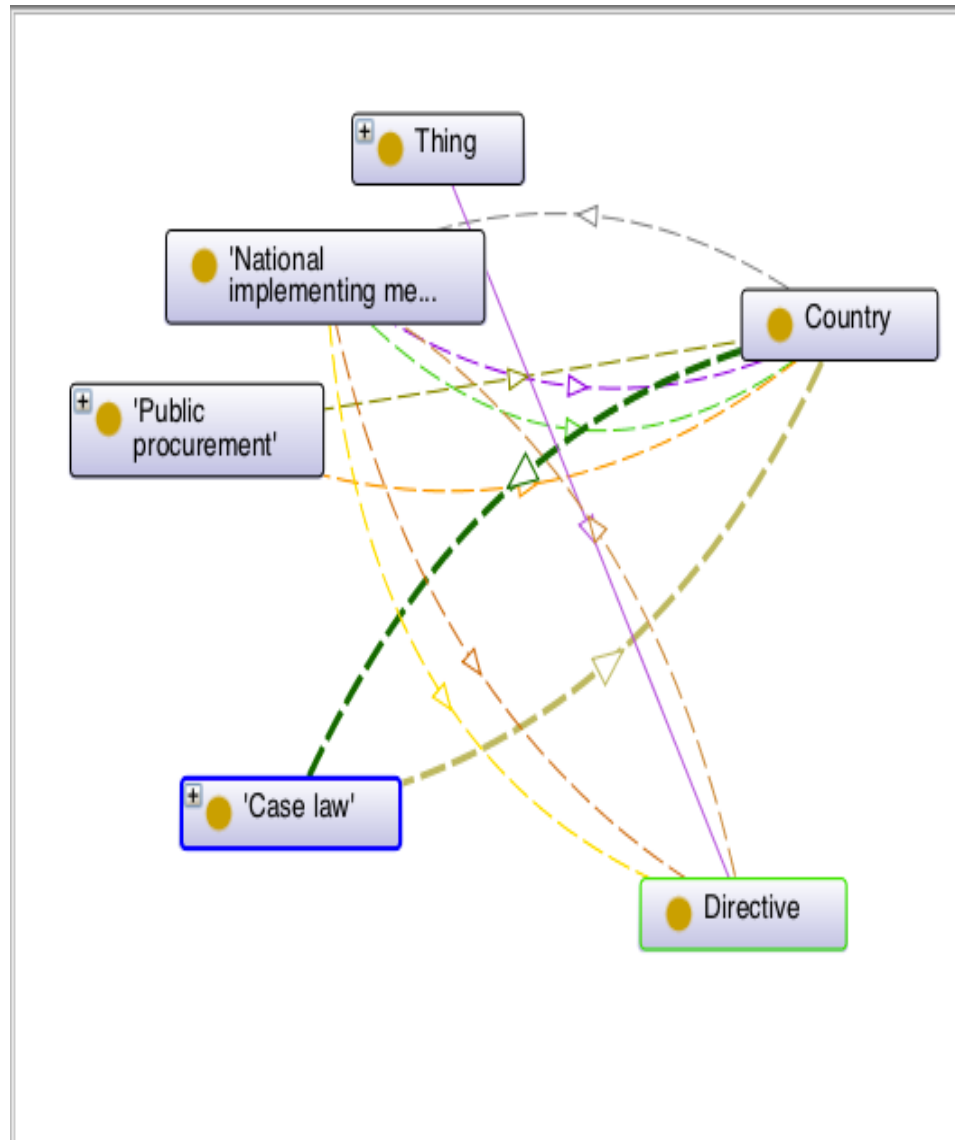 Thing
'National
implementing me...
Country
'Public
procurement'
'Case law'
Directive